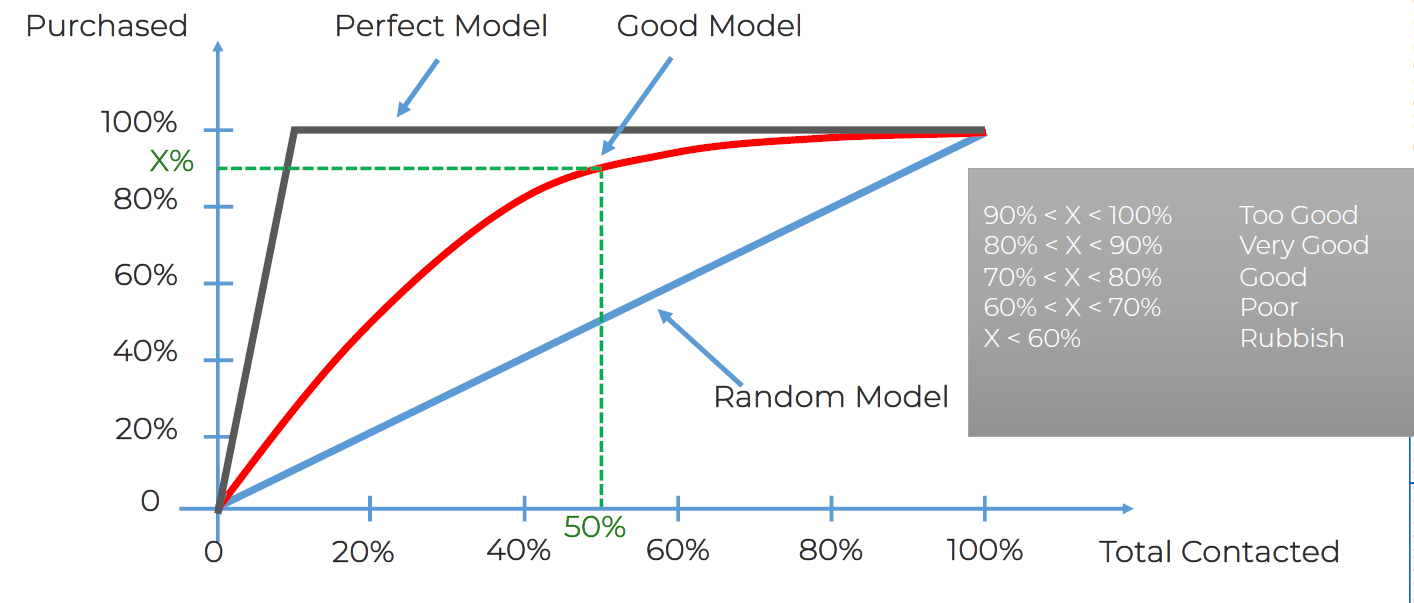 Purchased
Perfect Model
Good Model
100%
X%
80%
60%
40%
20%
0
90% < X < 100% Too Good
80% < X < 90% Very Good
70% < X < 80% Good
60% < X < 70% Poor
X < 60% Rubbish
Random Model
50%
0 20% 40% 60% 80% 100% Total Contacted